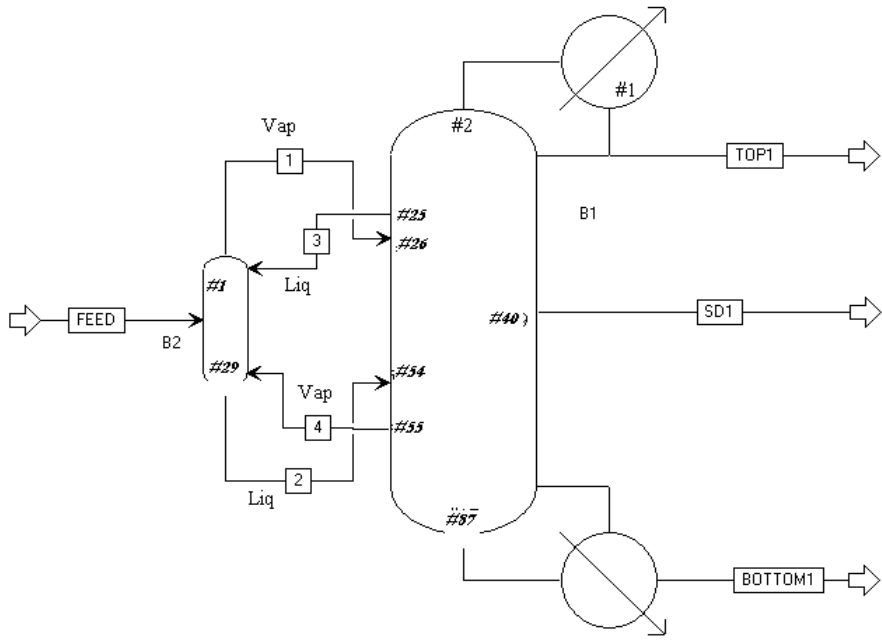 #1
#2
Vap
1
TOP1
#25
B1
3
#26
#1
Liq
FEED
SD1
#40
B2
#29
#54
Vap
4
#55
2
Liq
#87
BOTTOM1